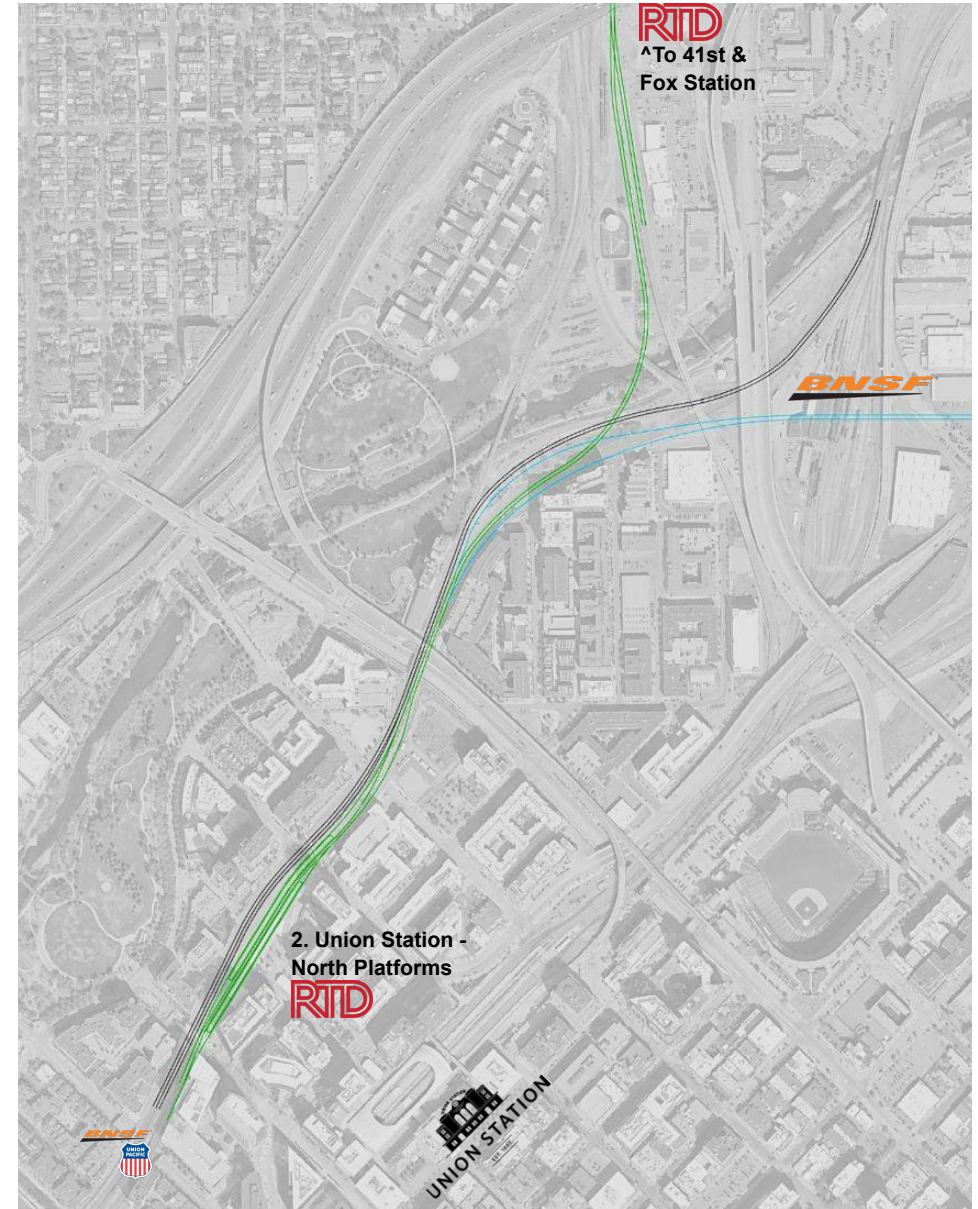 RTD
^To 41st &
Fox Station
BNSF
2. Union Station -
North Platforms
RTD
UNION STATION
BNSF
UNION
PACIFIC